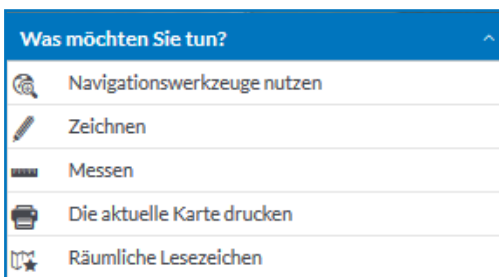 Was möchten Sie tun?
Navigationswerkzeuge nutzen
Zeichnen
Messen
Die aktuelle Karte drucken
Räumliche Lesezeichen